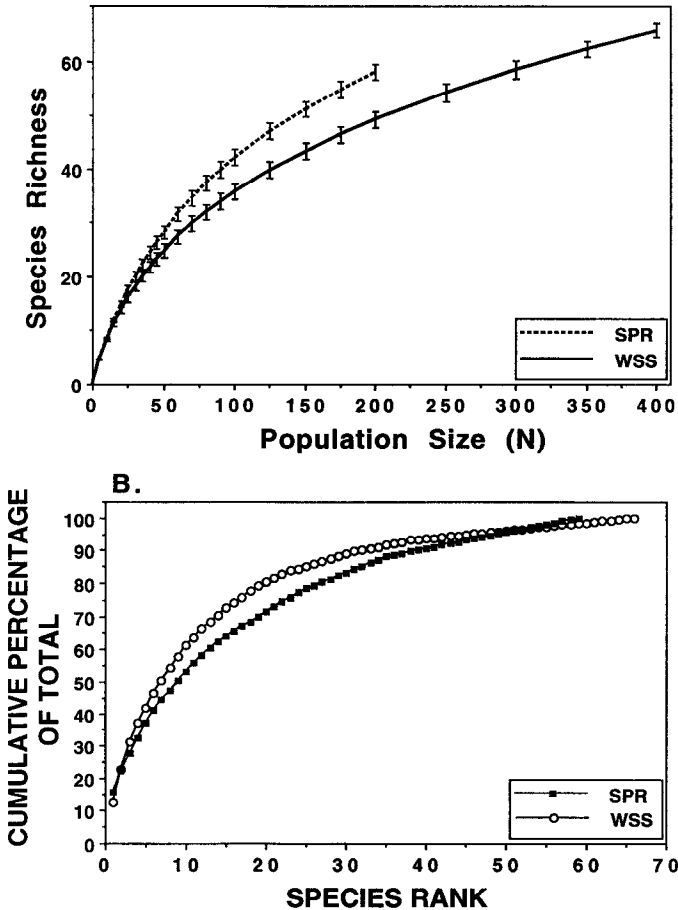 Species Richness
60
40
20
0
0 50 100 150 200 250 300 350 400
Population Size (N)
SPR
WSS
B.
CUMULATIVE PERCENTAGE
OF TOTAL
100
90
80
70
60
50
40
30
20
10
0
0 10 20 30 40 50 60 70
SPECIES RANK
SPR
WSS